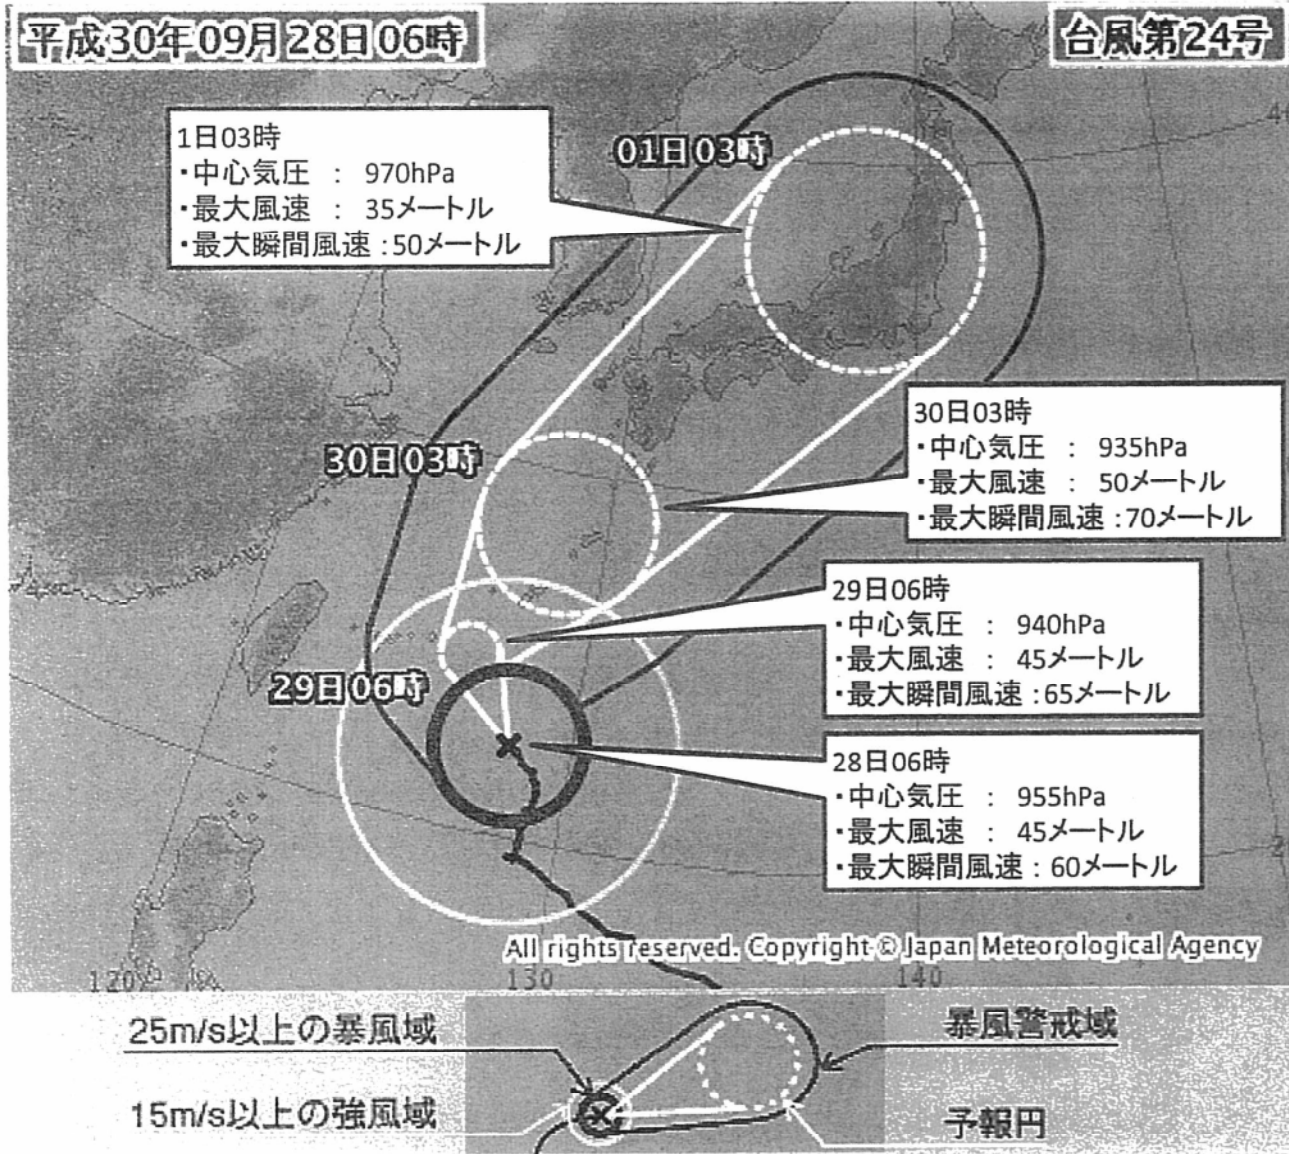 平成30年09月28日06時
台風第24号
1日03時
・中心気圧 : 970hPa
・最大風速 : 35メートル
・最大瞬間風速:50メートル
01日03時
30日03時
・中心気圧 : 935hPa
・最大風速 : 50メートル
・最大瞬間風速:70メートル
30日03時
29日06時
・中心気圧 : 940hPa
・最大風速 : 45メートル
・最大瞬間風速:65メートル
29日06時
28日06時
・中心気圧 : 955hPa
・最大風速 : 45メートル
・最大瞬間風速:60メートル
All rights reserved. Copyright © Japan Meteorological Agency
120 130 140
25m/s以上の暴風域
暴風警戒域
15m/s以上の強風域
予報円